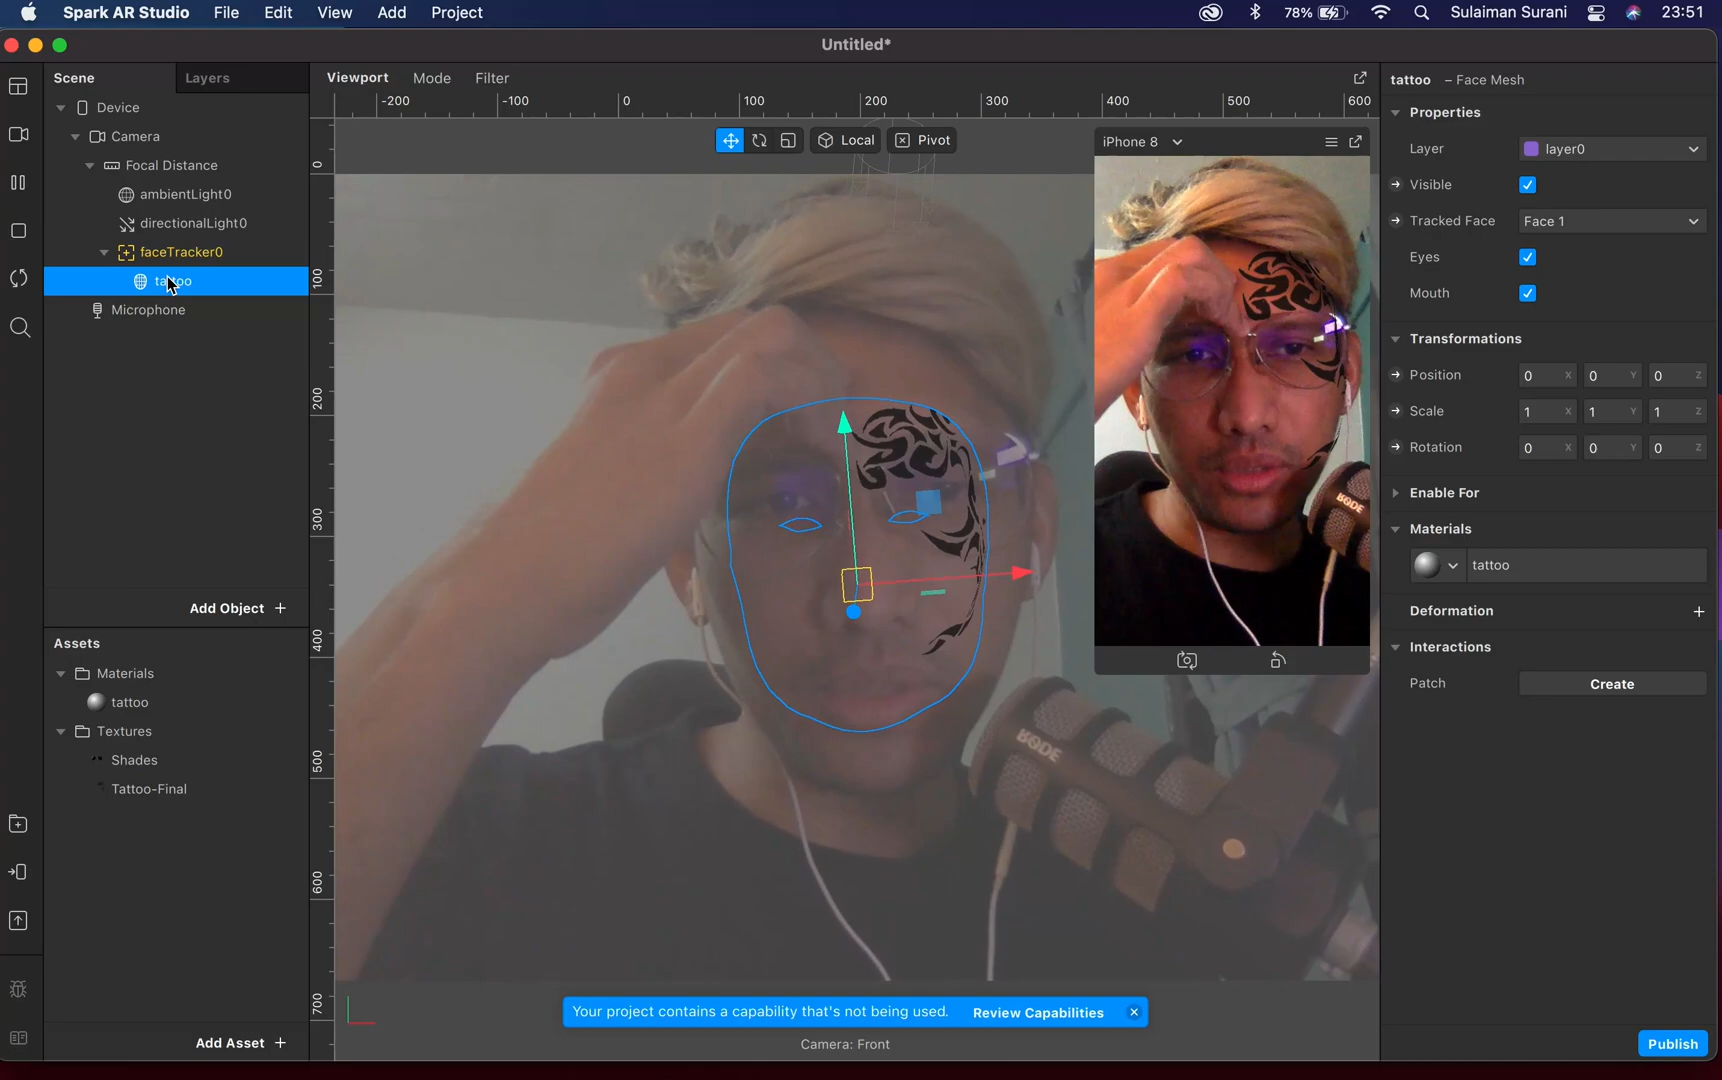 Spark AR Studio File Edit View Add Project 78% Sulaiman Surani 23:51
Untitled*
Scene Layers
Device
Camera
Focal Distance
ambientLight0
directionalLight0
faceTracker0
tattoo
Microphone
Add Object +
Assets
Materials
tattoo
Textures
Shades
Tattoo-Final
Add Asset +
Viewport Mode Filter
-200 -100 0 100 200 300 400 500 600
0
100
200
300
400
500
600
700
Local Pivot
iPhone 8
RODE
RODE
Your project contains a capability that's not being used. Review Capabilities
Camera: Front
tattoo – Face Mesh
Properties
Layer layer0
Visible
Tracked Face Face 1
Eyes
Mouth
Transformations
Position 0 X 0 Y 0 Z
Scale 1 X 1 Y 1 Z
Rotation 0 X 0 Y 0 Z
Enable For
Materials
tattoo
Deformation +
Interactions
Patch Create
Publish